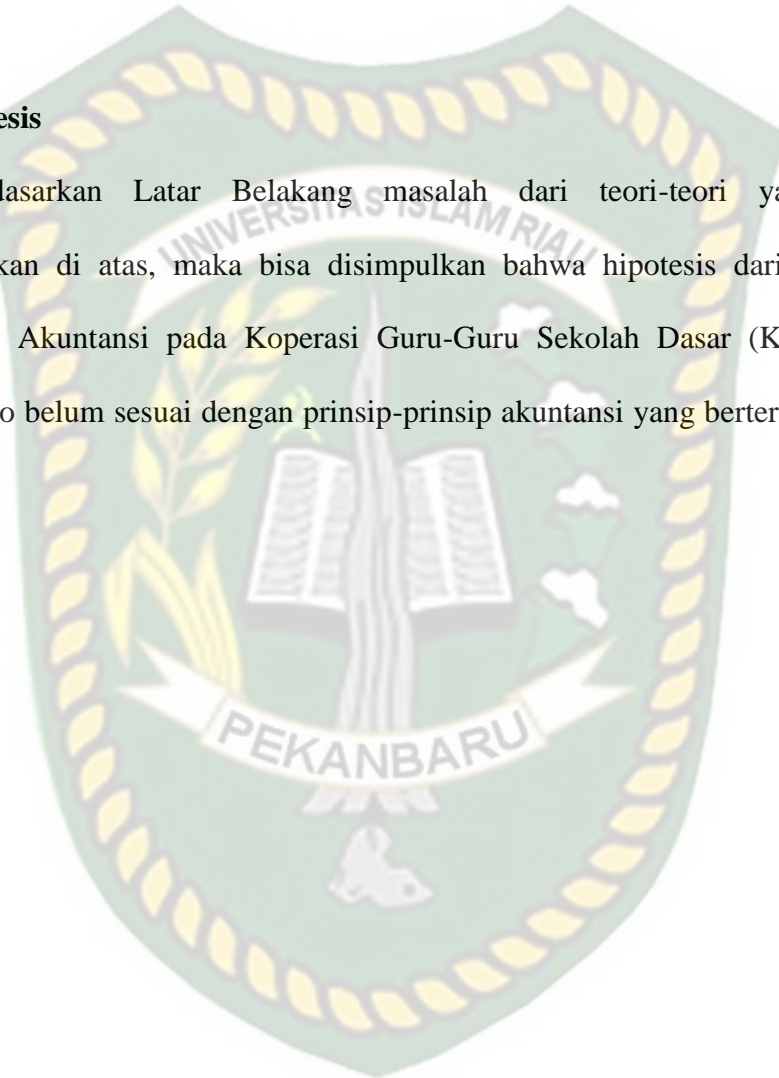 esis
dasarkan Latar Belakang masalah dari teori-teori ya
kan di atas, maka bisa disimpulkan bahwa hipotesis dari
Akuntansi pada Koperasi Guru-Guru Sekolah Dasar (K
o belum sesuai dengan prinsip-prinsip akuntansi yang berter
UNIVERSITAS ISLAM RIAU
PEKANBARU